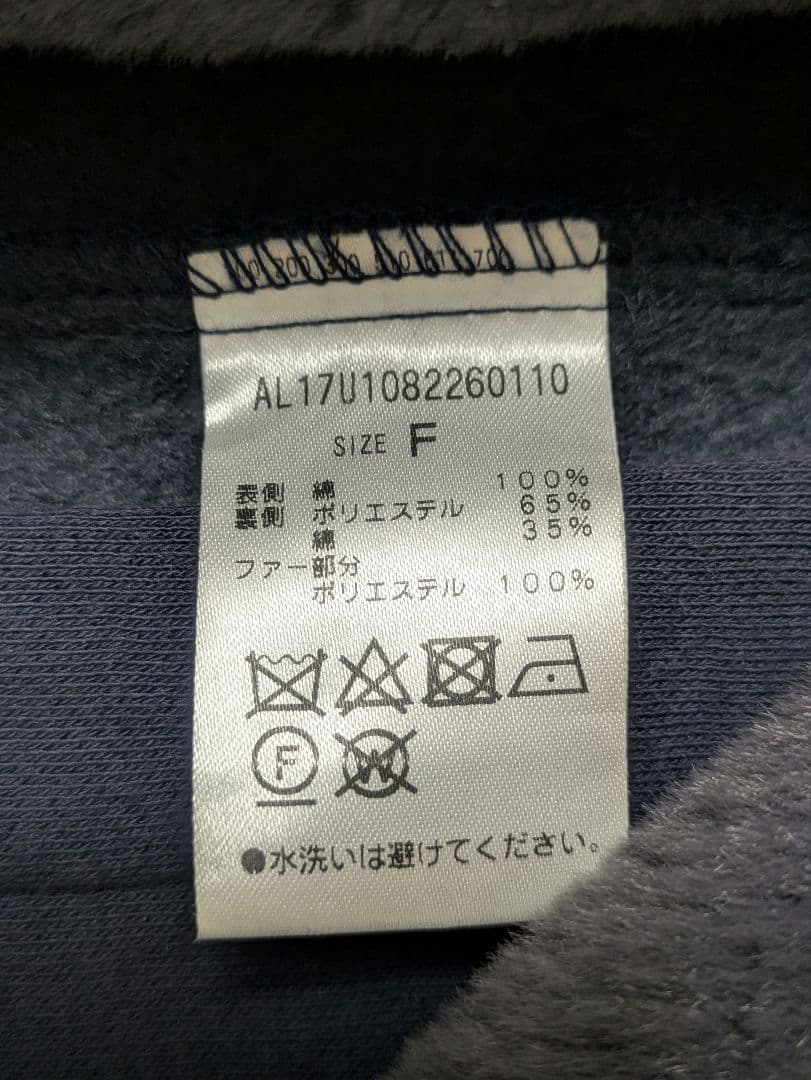 AL17U1082260110
SIZE F
表側 綿 100%
裏側 ポリエステル 65%
綿 35%
ファー部分
ポリエステル 100%
F W
●水洗いは避けてください。